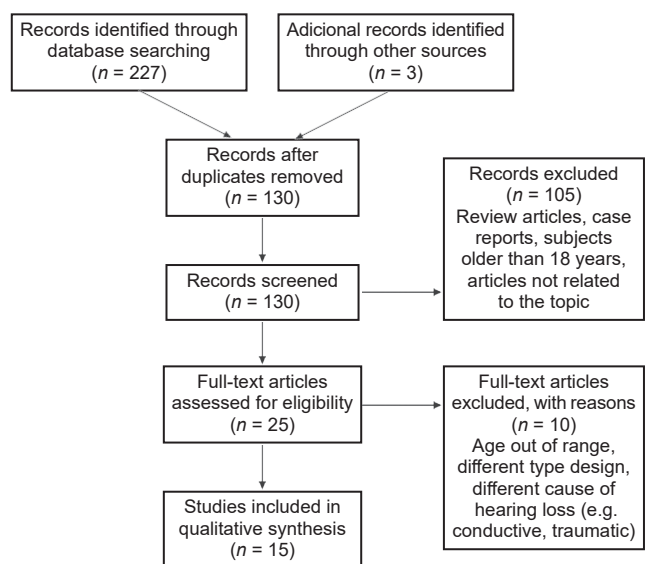 Records identified through
database searching
(n = 227)
Adicional records identified
through other sources
(n = 3)
Records after
duplicates removed
(n = 130)
Records excluded
(n = 105)
Review articles, case
reports, subjects
older than 18 years,
articles not related
to the topic
Records screened
(n = 130)
Full-text articles
assessed for eligibility
(n = 25)
Full-text articles
excluded, with reasons
(n = 10)
Age out of range,
different type design,
different cause of
hearing loss (e.g.
conductive, traumatic)
Studies included in
qualitative synthesis
(n = 15)